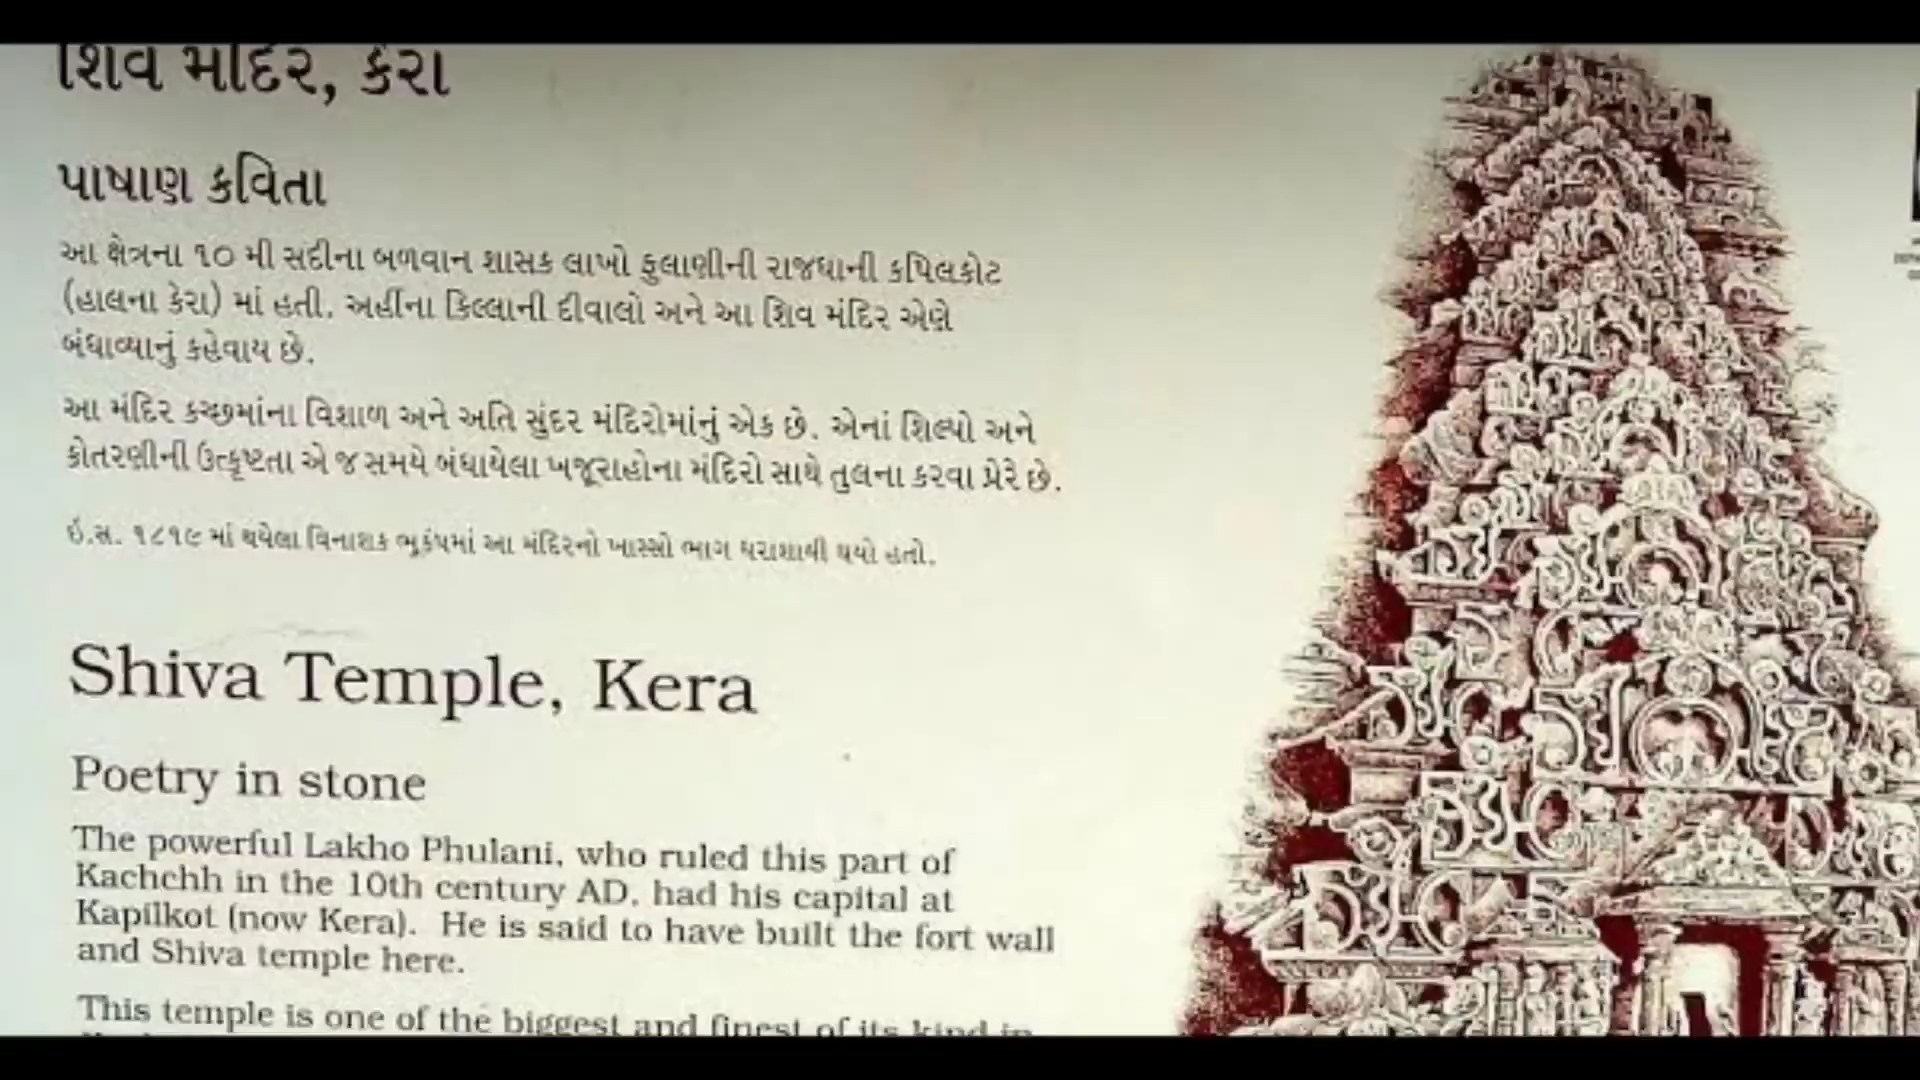 શિવ મંદિર, કેરા
પાષાણ કવિતા
આ ક્ષેત્રના ૧૦ મી સદીના બળવાન શાસક લાખો ફુલાણીની રાજધાની કપિલકોટ
(હાલના કેરા) માં હતી. અહીંના કિલ્લાની દીવાલો અને આ શિવ મંદિર એણે
બંધાવ્યાનું કહેવાય છે.
આ મંદિર કચ્છમાંના વિશાળ અને અતિ સુંદર મંદિરોમાંનું એક છે. એનાં શિલ્પો અને
કોતરણીની ઉત્કૃષ્ટતા એ જ સમયે બંધાયેલા ખજૂરાહોના મંદિરો સાથે તુલના કરવા પ્રેરે છે.
ઇ.સ. ૧૮૧૯ માં થયેલા વિનાશક ભૂકંપમાં આ મંદિરનો ખાસ્સો ભાગ ધરાશાયી થયો હતો.
Shiva Temple, Kera
Poetry in stone
The powerful Lakho Phulani, who ruled this part of
Kachchh in the 10th century AD, had his capital at
Kapilkot (now Kera). He is said to have built the fort wall
and Shiva temple here.
This temple is one of the biggest and finest of its kind in